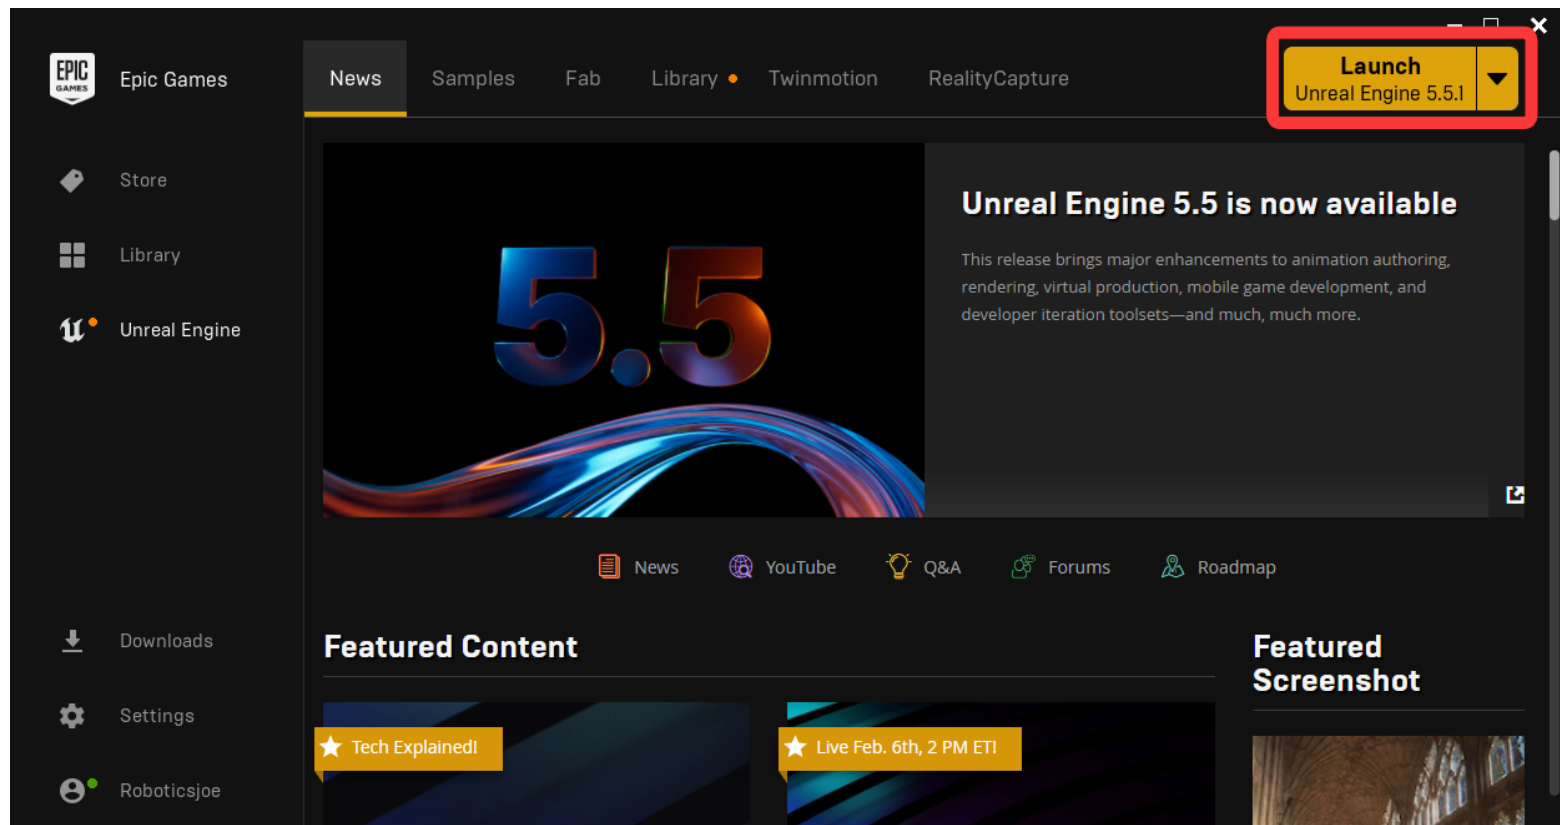 EPIC
GAMES
Epic Games
News
Samples
Fab
Library
Twinmotion
RealityCapture
Launch
Unreal Engine 5.5.1
Store
Library
Unreal Engine
5.5
Unreal Engine 5.5 is now available
This release brings major enhancements to animation authoring,
rendering, virtual production, mobile game development, and
developer iteration toolsets—and much, much more.
News
YouTube
Q&A
Forums
Roadmap
Downloads
Settings
Roboticsjoe
Featured Content
Tech Explained!
Live Feb. 6th, 2 PM ET!
Featured
Screenshot